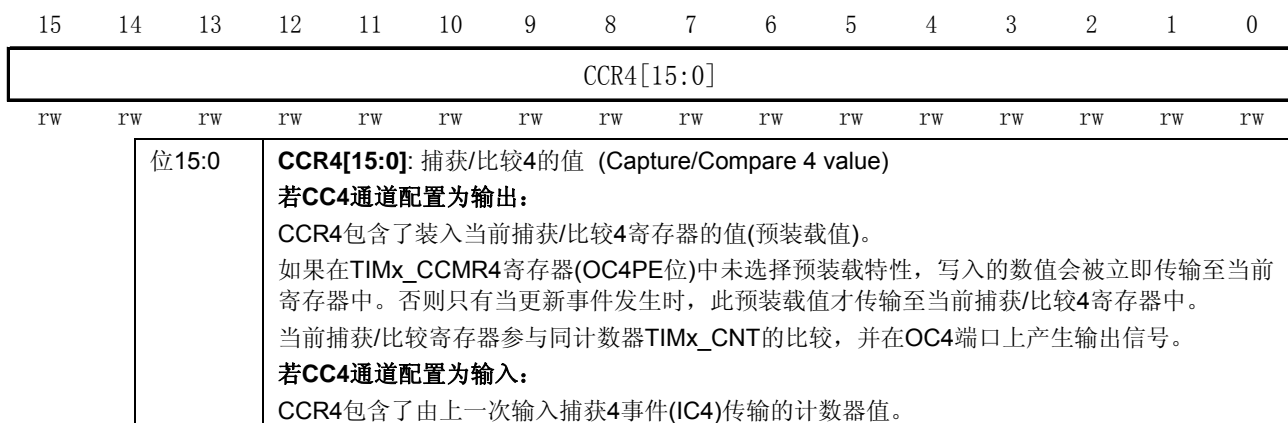 15 14 13 12 11 10 9 8 7 6 5 4 3 2 1 0
CCR4[15:0]
rw rw rw rw rw rw rw rw rw rw rw rw rw rw rw rw
位15:0 CCR4[15:0]: 捕获/比较4的值 (Capture/Compare 4 value)
若CC4通道配置为输出：
CCR4包含了装入当前捕获/比较4寄存器的值(预装载值)。
如果在TIMx_CCMR4寄存器(OC4PE位)中未选择预装载特性，写入的数值会被立即传输至当前
寄存器中。否则只有当更新事件发生时，此预装载值才传输至当前捕获/比较4寄存器中。
当前捕获/比较寄存器参与同计数器TIMx_CNT的比较，并在OC4端口上产生输出信号。
若CC4通道配置为输入：
CCR4包含了由上一次输入捕获4事件(IC4)传输的计数器值。